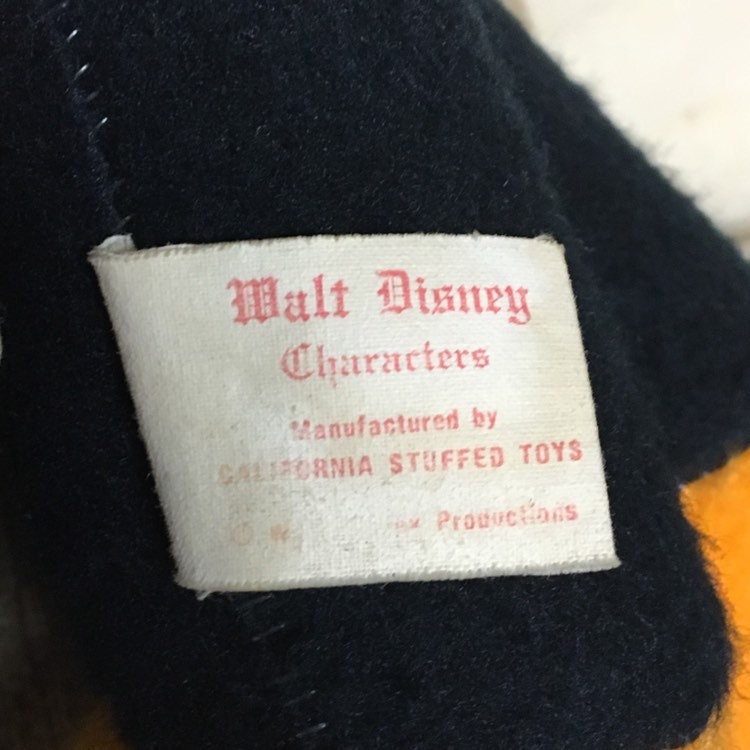 Walt Disney
Characters
Manufactured by
CALIFORNIA STUFFED TOYS
© Productions